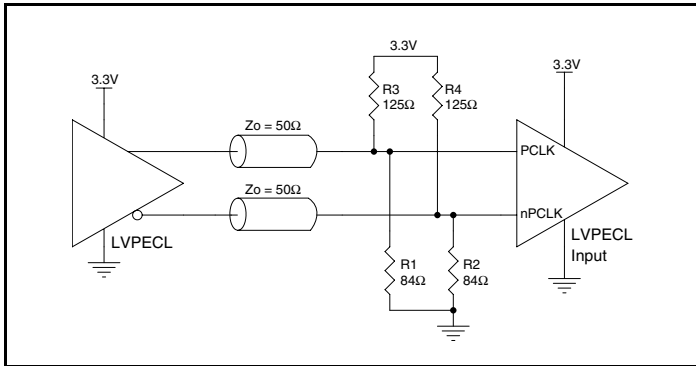 3.3V
3.3V
3.3V
R3
125Ω
R4
125Ω
Zo = 50Ω
PCLK
Zo = 50Ω
nPCLK
LVPECL
LVPECL
Input
R1
84Ω
R2
84Ω